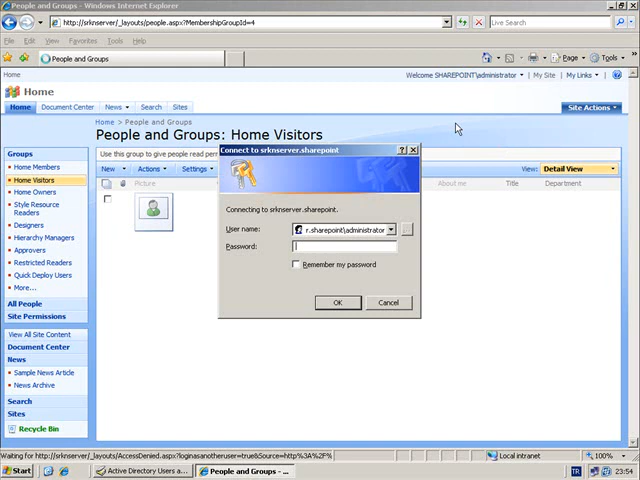 People and Groups - Windows Internet Explorer
http://srknserver/_layouts/people.aspx?MembershipGroupId=4
Live Search
File Edit View Favorites Tools Help
People and Groups
Page Tools
Home
Welcome SHAREPOINT\administrator My Site My Links
Home
Home Document Center News Search Sites Site Actions
Home > People and Groups
People and Groups: Home Visitors
Groups
Home Members
Home Visitors
Home Owners
Style Resource
Readers
Designers
Hierarchy Managers
Approvers
Restricted Readers
Quick Deploy Users
More...
All People
Site Permissions
View All Site Content
Document Center
News
Sample News Article
News Archive
Search
Sites
Recycle Bin
Use this group to give people read perm
New Actions Settings View: Detail View
Picture About me Title Department
Connect to srknserver.sharepoint
Connecting to srknserver.sharepoint.
User name: r.sharepoint\administrator
Password:
Remember my password
OK Cancel
Waiting for http://srknserver/_layouts/AccessDenied.aspx?loginasanotheruser=true&Source=http%3A%2F%
Local intranet 100%
Start Active Directory Users a... People and Groups - ... TR 23:54